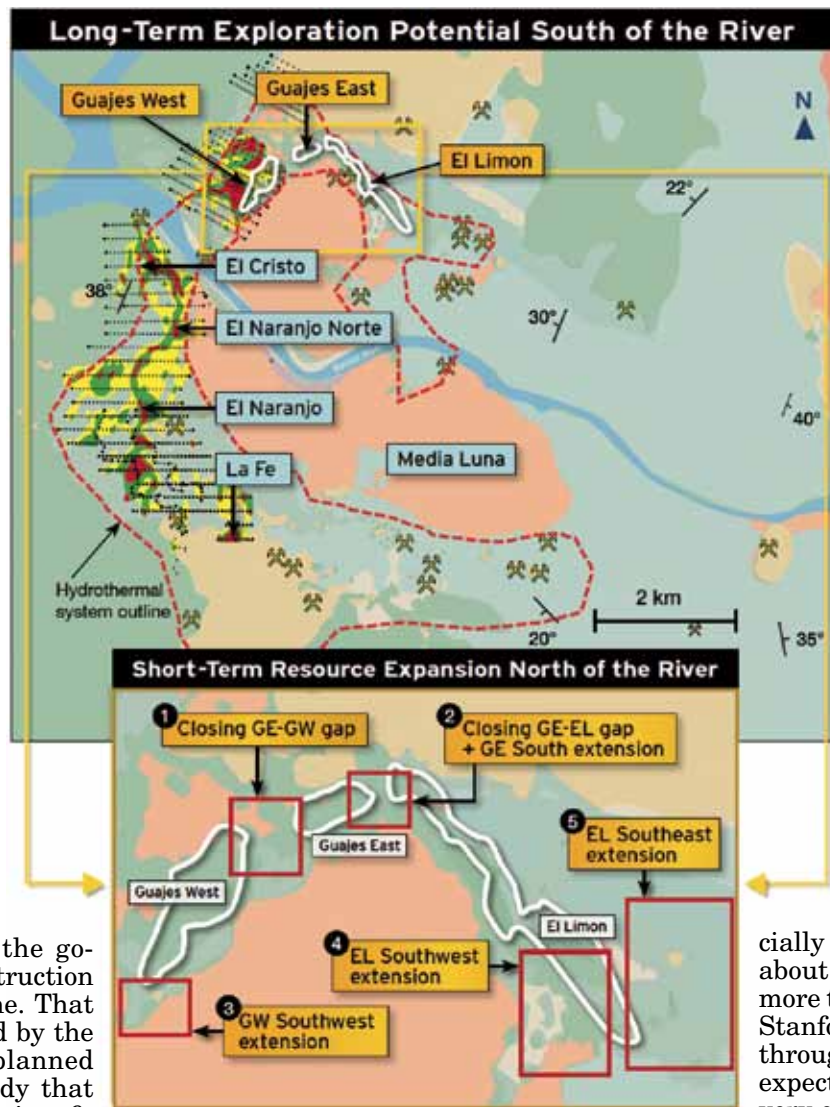 Long-Term Exploration Potential South of the River
Guajes West
Guajes East
N
El Limon
22°
El Cristo
38°
El Naranjo Norte
30°
El Naranjo
40°
La Fe
Media Luna
Hydrothermal
system outline
2 km
20°
35°
Short-Term Resource Expansion North of the River
1 Closing GE-GW gap
2 Closing GE-EL gap
+ GE South extension
5 EL Southeast
extension
Guajes East
Guajes West
El Limon
4 EL Southwest
extension
3 GW Southwest
extension
the go-
struction
ne. That
d by the
planned
dy that
cially
about
more t
Stanfo
through
expect